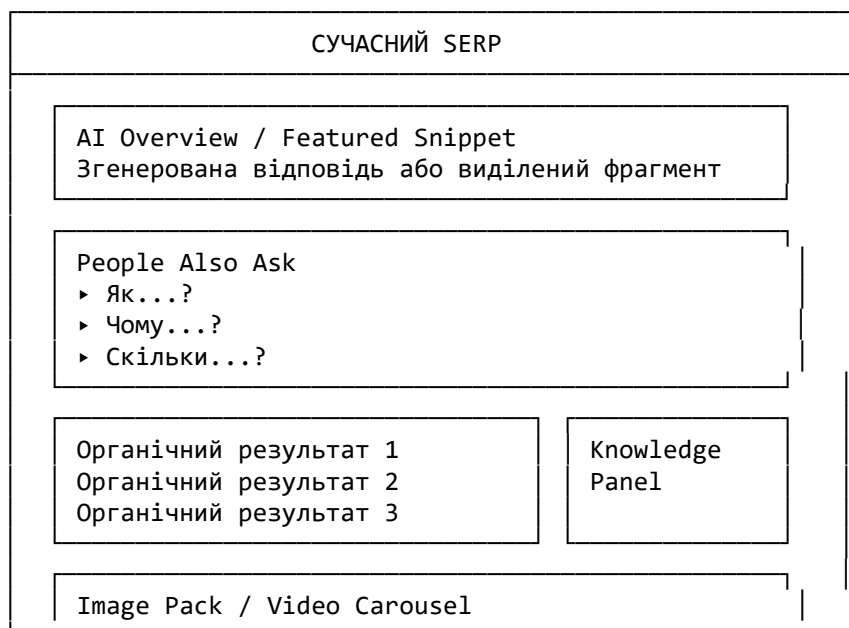 СУЧАСНИЙ SERP
AI Overview / Featured Snippet
Згенерована відповідь або виділений фрагмент
People Also Ask
▸ Як...?
▸ Чому...?
▸ Скільки...?
Органічний результат 1
Органічний результат 2
Органічний результат 3
Knowledge
Panel
Image Pack / Video Carousel